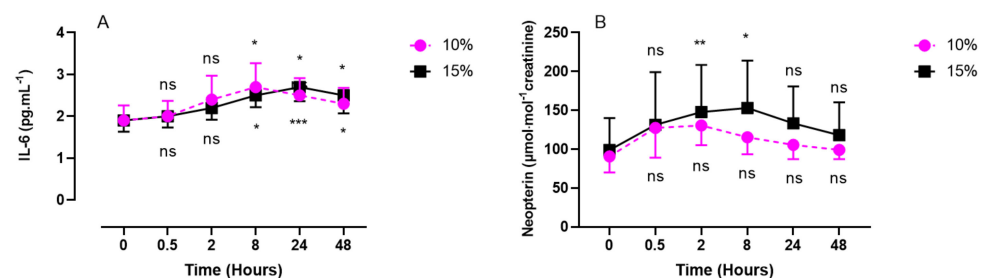 A
4
3
2
1
0
IL-6 (pg.mL⁻¹)
ns
ns
*
*
*
ns
ns
*
***
*
0 0.5 2 8 24 48
Time (Hours)
10%
15%
B
250
200
150
100
50
0
Neopterin (µmol·mol⁻¹creatinine)
ns
**
*
ns
ns
ns
ns
ns
ns
ns
0 0.5 2 8 24 48
Time (Hours)
10%
15%